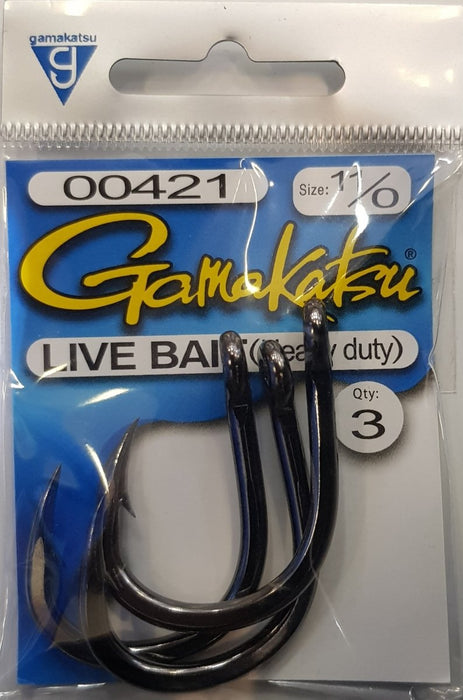 gamakatsu
g
00421
Size: 11/0
Gamakatsu®
LIVE BAIT (heavy duty)
Qty:
3